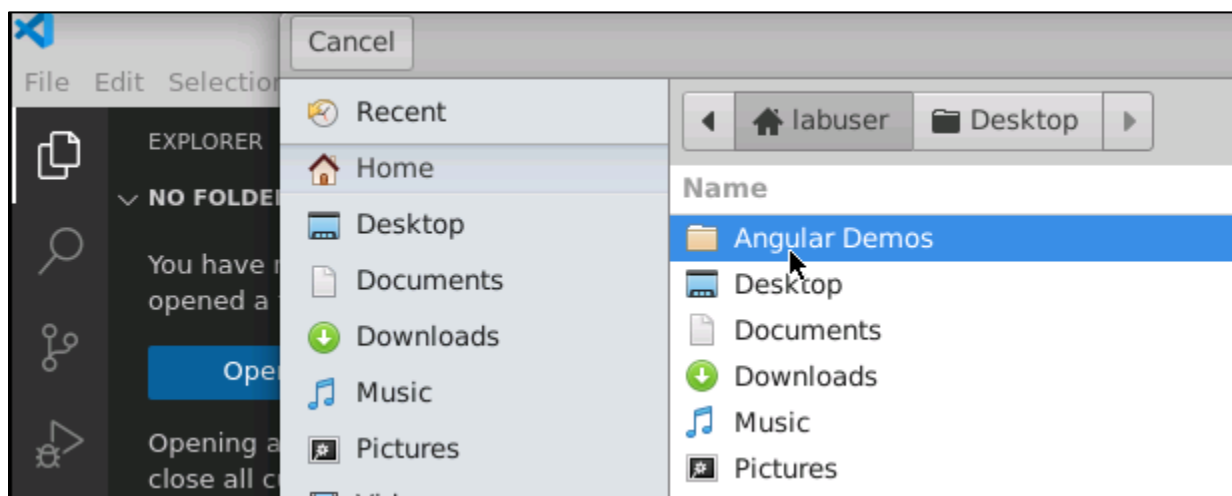 Cancel
File Edit Selection
EXPLORER
NO FOLDE
You have
opened a
Ope
Opening a
close all c
Recent
Home
Desktop
Documents
Downloads
Music
Pictures
labuser Desktop
Name
Angular Demos
Desktop
Documents
Downloads
Music
Pictures